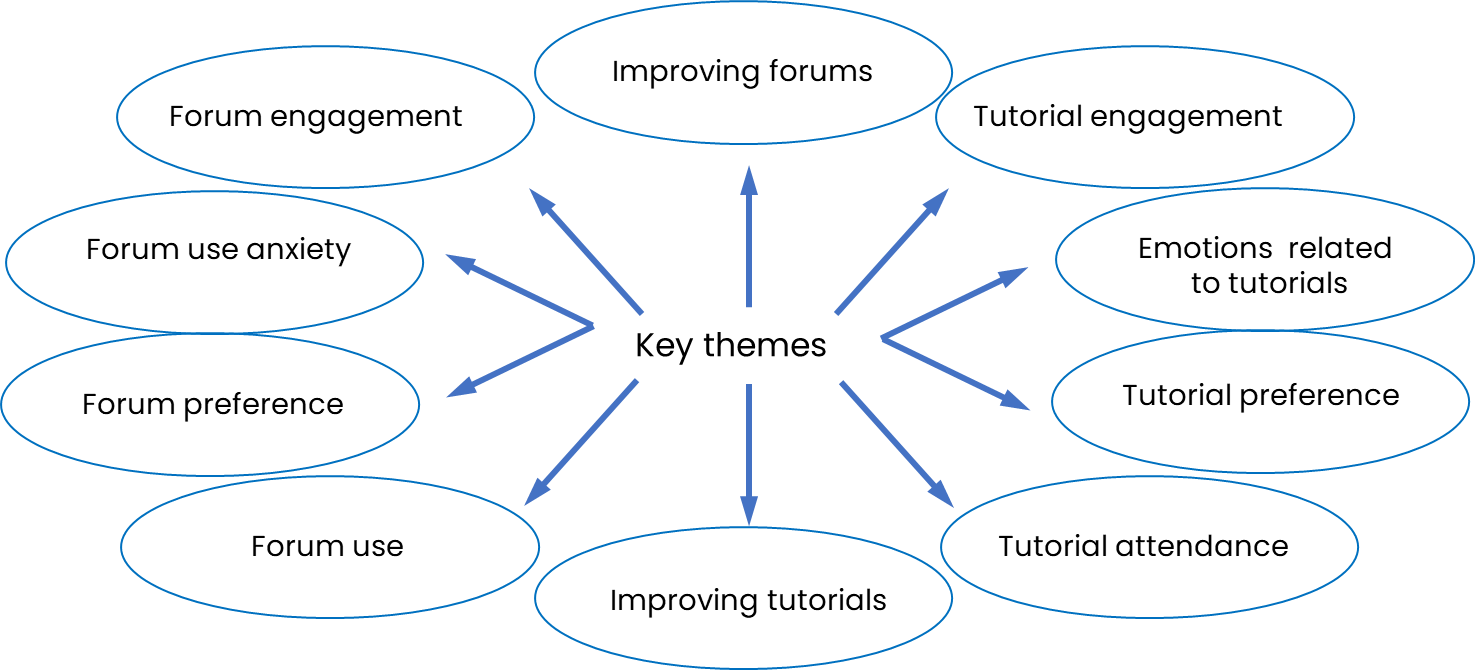 Improving forums
Forum engagement
Tutorial engagement
Forum use anxiety
Emotions  related
to tutorials
Key themes
Forum preference
Tutorial preference
Forum use
Tutorial attendance
Improving tutorials